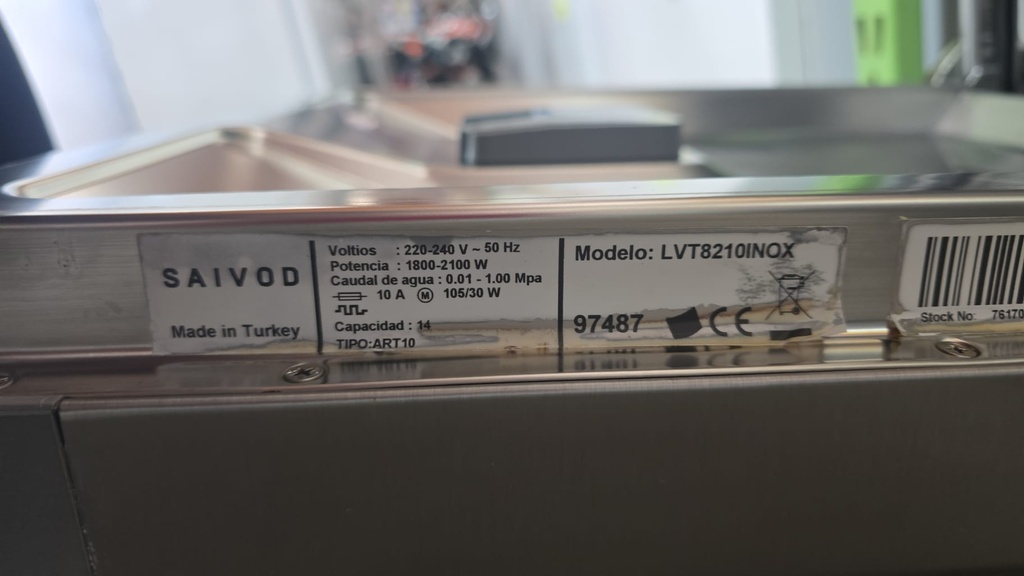 SAIVOD
Made in Turkey
Voltios : 220-240 V ~ 50 Hz
Potencia : 1800-2100 W
Caudal de agua : 0.01 - 1.00 Mpa
10 A M 105/30 W
Capacidad : 14
TIPO:ART10
Modelo: LVT8210INOX
97487 CE
Stock No: 76170